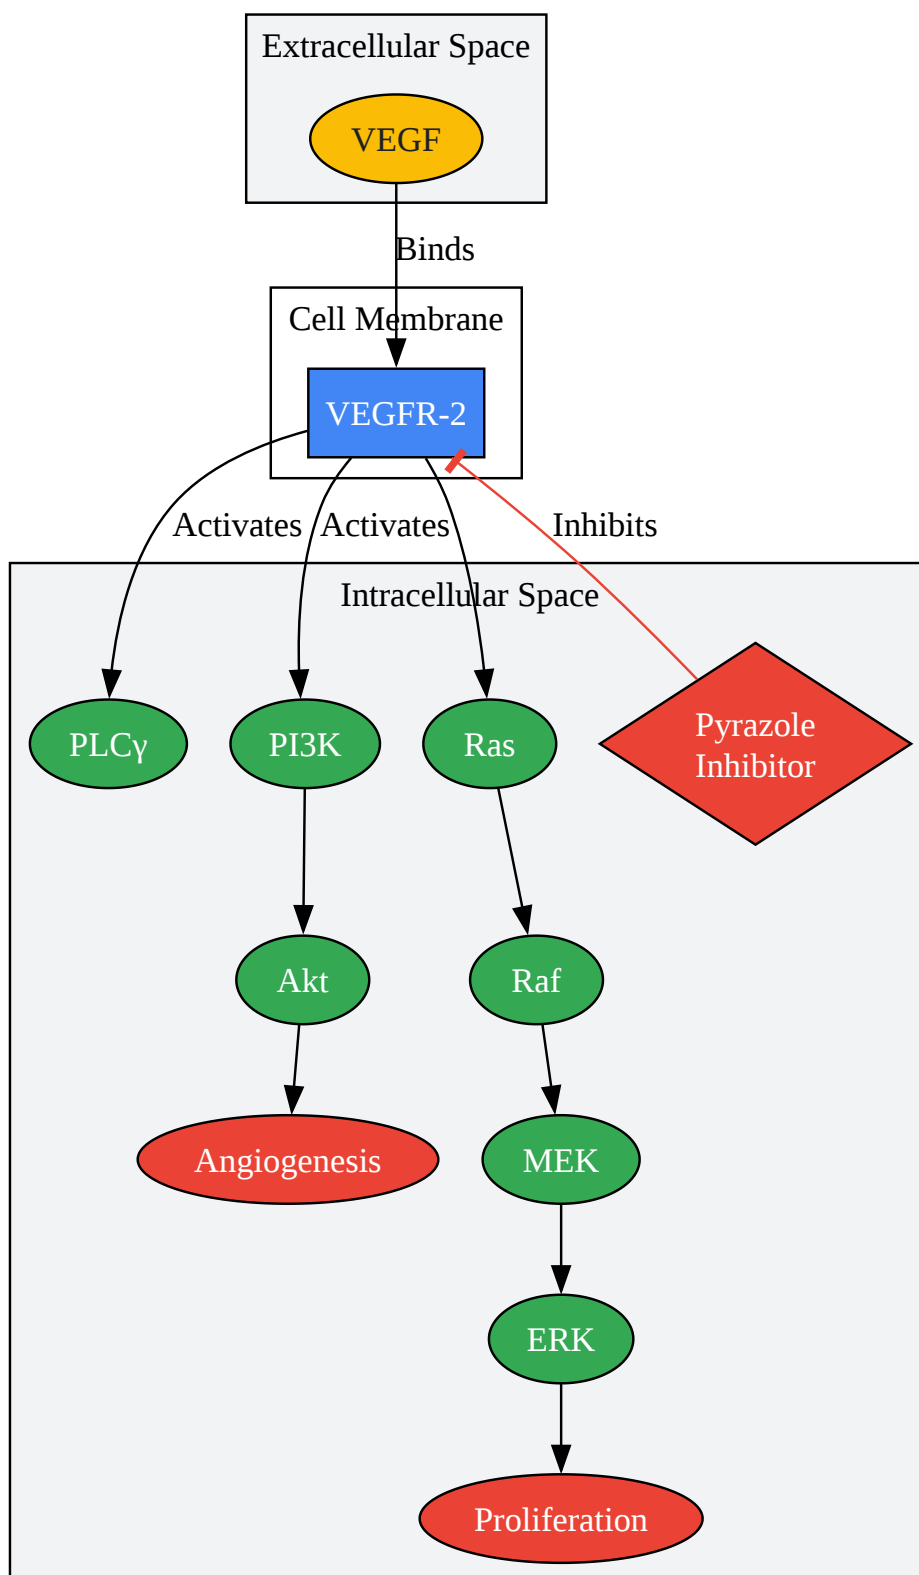 Extracellular Space
VEGF
Binds
Cell Membrane
VEGFR-2
Activates
Activates
Inhibits
Intracellular Space
PLCγ
PI3K
Ras
Pyrazole
Inhibitor
Akt
Raf
Angiogenesis
MEK
ERK
Proliferation